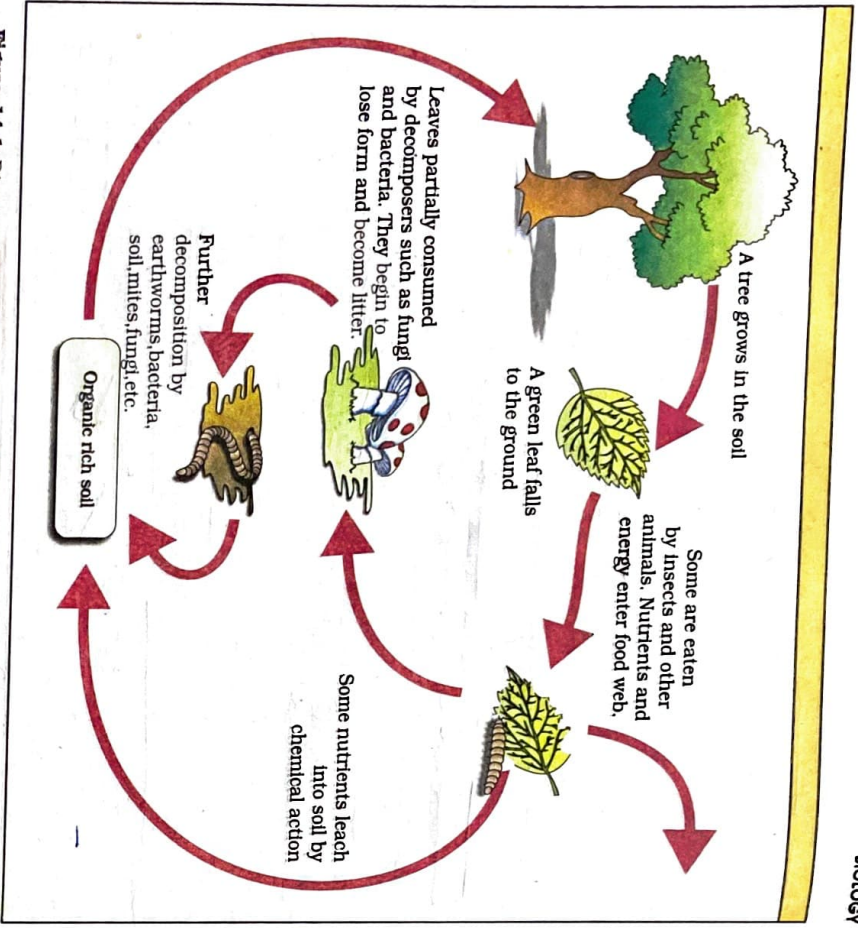 BIOLOGY
A tree grows in the soil
Some are eaten
by insects and other
animals. Nutrients and
energy enter food web.
A green leaf falls
to the ground
Leaves partially consumed
by decomposers such as fungi
and bacteria. They begin to
lose form and become litter.
Some nutrients leach
into soil by
chemical action
Further
decomposition by
earthworms,bacteria,
soil,mites,fungi,etc.
Organic rich soil